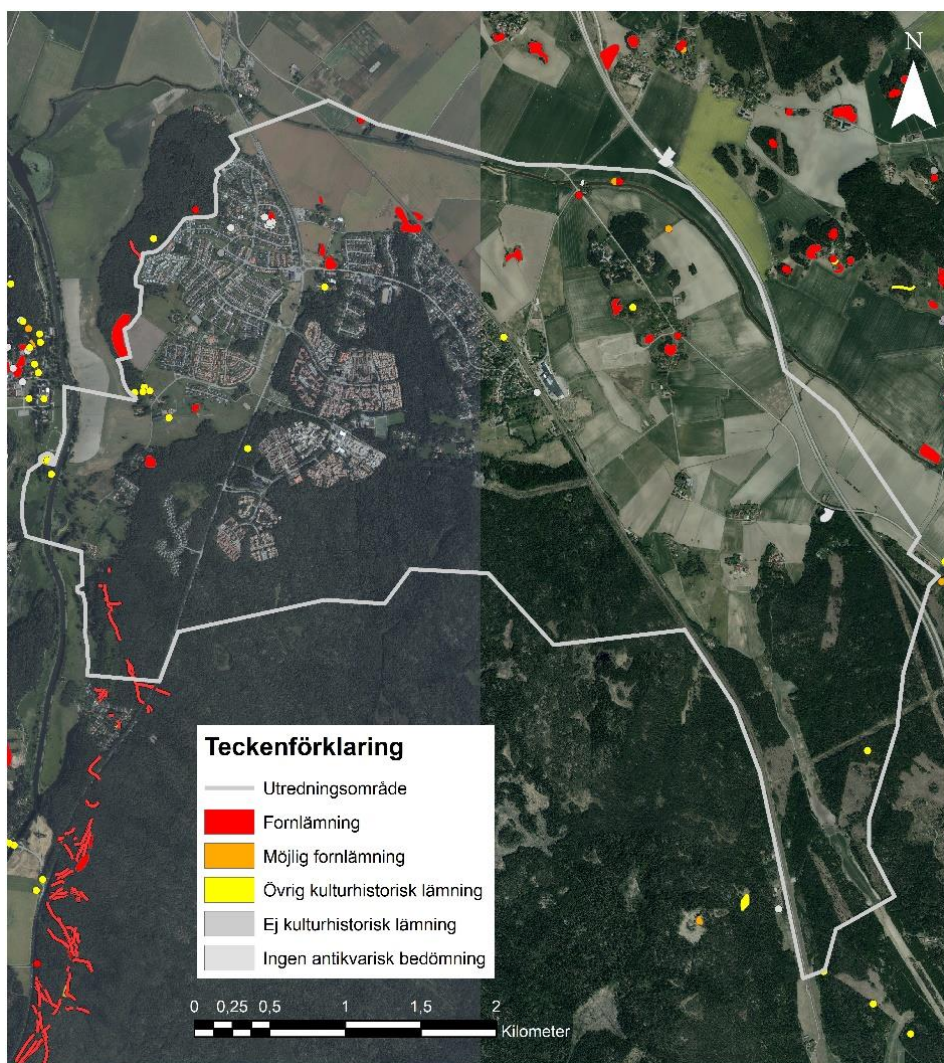 N
Teckenförklaring
Utredningsområde
Fornlämning
Möjlig fornlämning
Övrig kulturhistorisk lämning
Ej kulturhistorisk lämning
Ingen antikvarisk bedömning
0 0,25 0,5 1 1,5 2
Kilometer